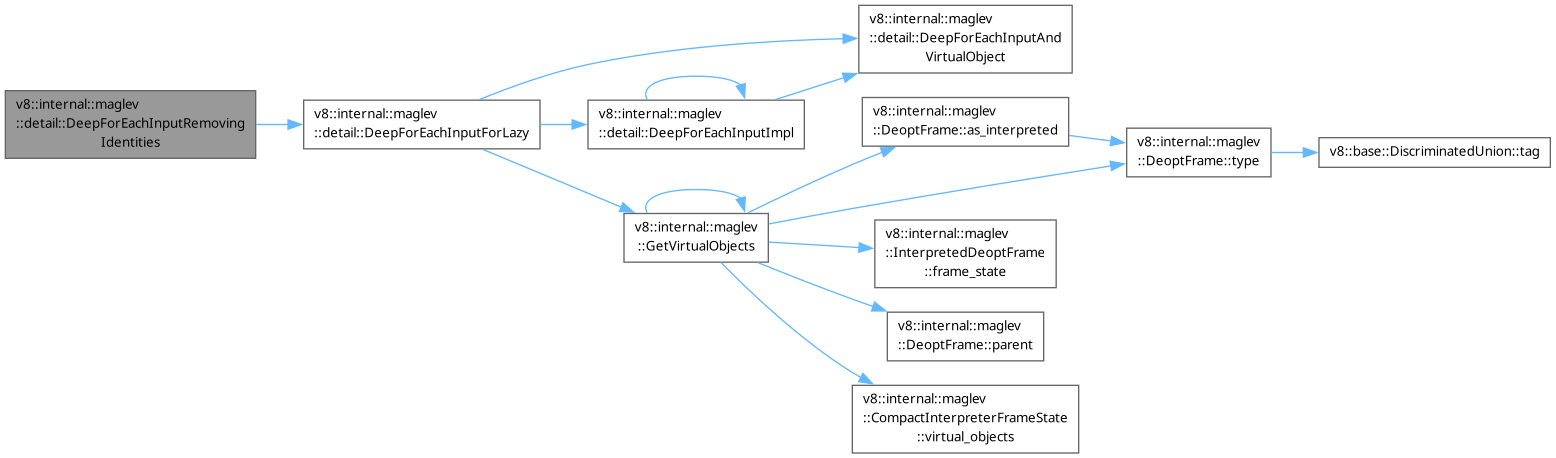 v8::internal::maglev
::detail::DeepForEachInputRemoving
Identities
v8::internal::maglev
::detail::DeepForEachInputForLazy
v8::internal::maglev
::detail::DeepForEachInputImpl
v8::internal::maglev
::GetVirtualObjects
v8::internal::maglev
::detail::DeepForEachInputAnd
VirtualObject
v8::internal::maglev
::DeoptFrame::as_interpreted
v8::internal::maglev
::InterpretedDeoptFrame
::frame_state
v8::internal::maglev
::DeoptFrame::parent
v8::internal::maglev
::CompactInterpreterFrameState
::virtual_objects
v8::internal::maglev
::DeoptFrame::type
v8::base::DiscriminatedUnion::tag